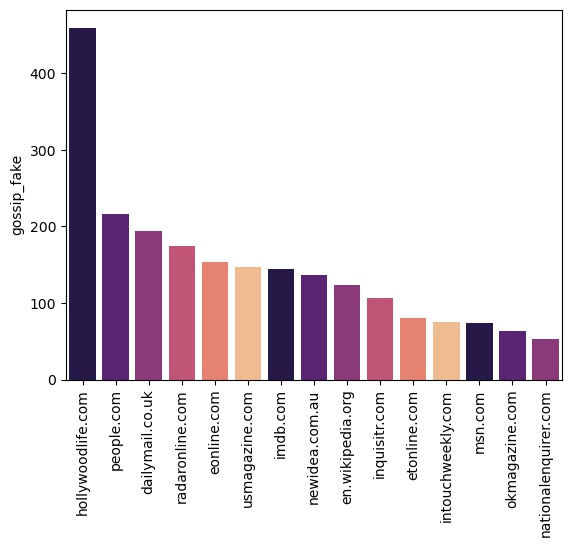 gossip_fake
400
300
200
100
0
hollywoodlife.com
people.com
dailymail.co.uk
radaronline.com
eonline.com
usmagazine.com
imdb.com
newidea.com.au
en.wikipedia.org
inquisitr.com
etonline.com
intouchweekly.com
msn.com
okmagazine.com
nationalenquirer.com